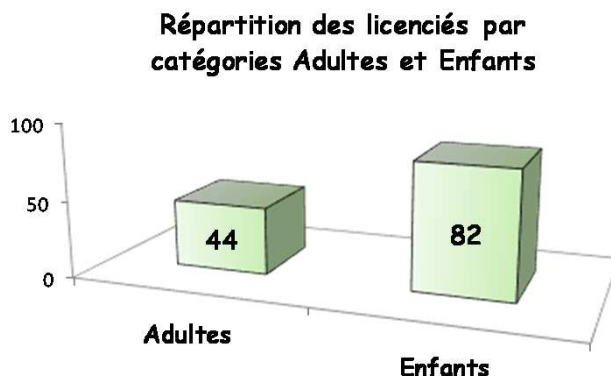 Répartition des licenciés par
catégories Adultes et Enfants
100
50
0
44
82
Adultes
Enfants